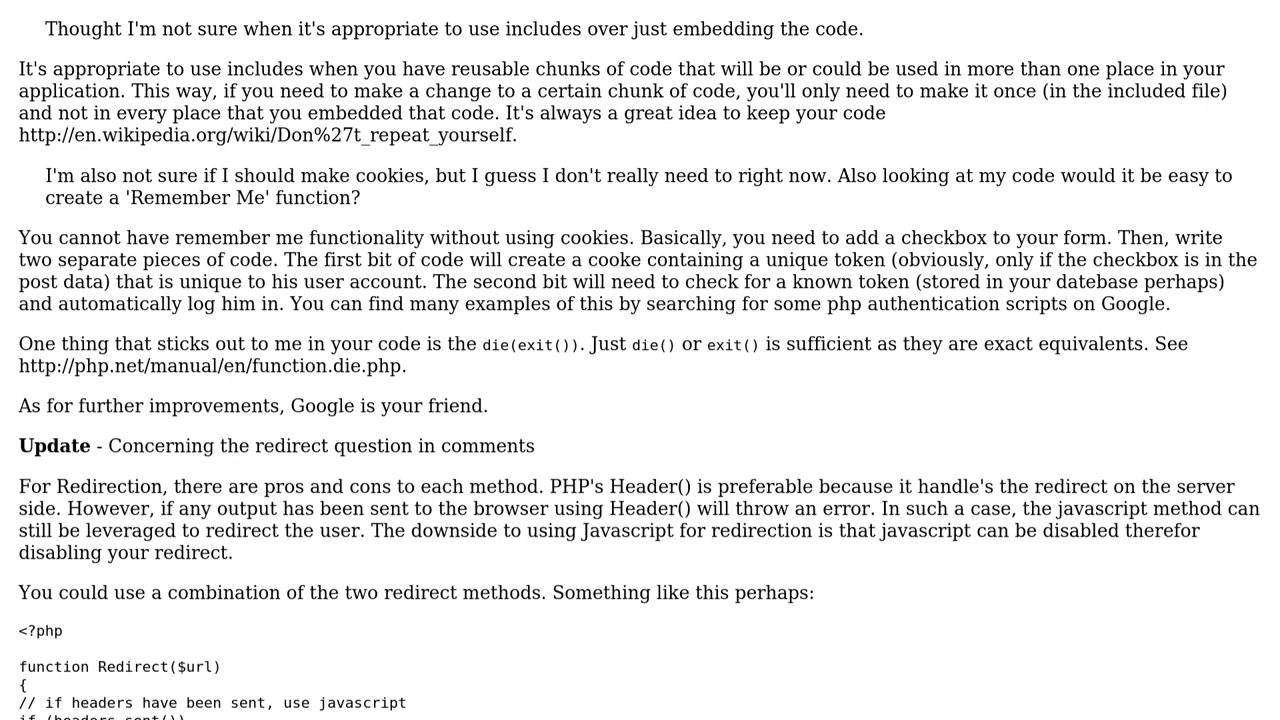 Thought I'm not sure when it's appropriate to use includes over just embedding the code.
It's appropriate to use includes when you have reusable chunks of code that will be or could be used in more than one place in your
application. This way, if you need to make a change to a certain chunk of code, you'll only need to make it once (in the included file)
and not in every place that you embedded that code. It's always a great idea to keep your code
http://en.wikipedia.org/wiki/Don%27t_repeat_yourself.
I'm also not sure if I should make cookies, but I guess I don't really need to right now. Also looking at my code would it be easy to
create a 'Remember Me' function?
You cannot have remember me functionality without using cookies. Basically, you need to add a checkbox to your form. Then, write
two separate pieces of code. The first bit of code will create a cooke containing a unique token (obviously, only if the checkbox is in the
post data) that is unique to his user account. The second bit will need to check for a known token (stored in your datebase perhaps)
and automatically log him in. You can find many examples of this by searching for some php authentication scripts on Google.
One thing that sticks out to me in your code is the die(exit()). Just die() or exit() is sufficient as they are exact equivalents. See
http://php.net/manual/en/function.die.php.
As for further improvements, Google is your friend.
Update - Concerning the redirect question in comments
For Redirection, there are pros and cons to each method. PHP's Header() is preferable because it handle's the redirect on the server
side. However, if any output has been sent to the browser using Header() will throw an error. In such a case, the javascript method can
still be leveraged to redirect the user. The downside to using Javascript for redirection is that javascript can be disabled therefor
disabling your redirect.
You could use a combination of the two redirect methods. Something like this perhaps:
<?php
function Redirect($url)
{
// if headers have been sent, use javascript
if (headers_sent())